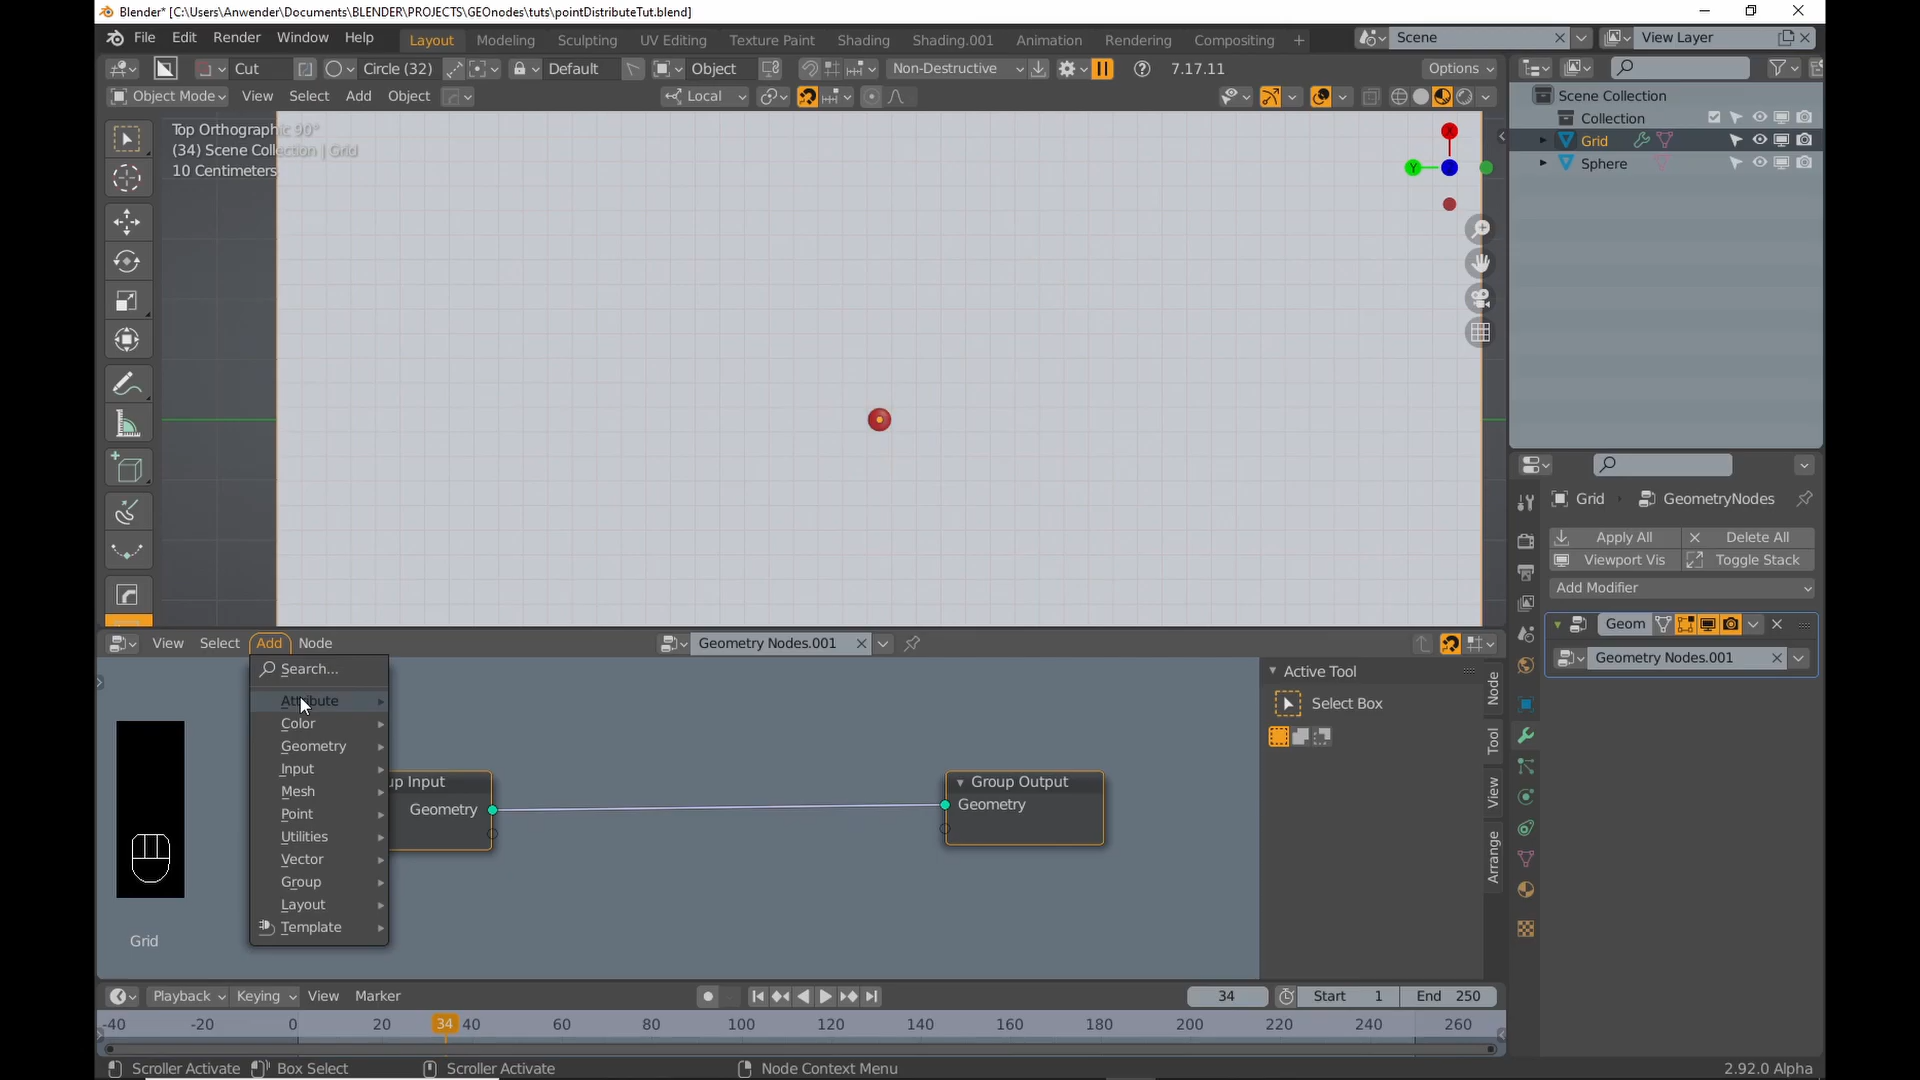 Blender* [C:\Users\Anwender\Documents\BLENDER\PROJECTS\GEOnodes\tuts\pointDistributeTut.blend]
File Edit Render Window Help Layout Modeling Sculpting UV Editing Texture Paint Shading Shading.001 Animation Rendering Compositing + Scene View Layer
Cut Circle (32) Default Object Non-Destructive 7.17.11 Options
Object Mode View Select Add Object Local
Scene Collection
Collection
Grid
Sphere
Top Orthographic 90°
(34) Scene Collection | Grid
10 Centimeters
X
Y
Grid GeometryNodes
Apply All Delete All
Viewport Vis Toggle Stack
Add Modifier
Geom
Geometry Nodes.001
View Select Add Node Geometry Nodes.001
Search...
Attribute
Color
Geometry
Input
Mesh
Point
Utilities
Vector
Group
Layout
Template
up Input
Geometry
Group Output
Geometry
Active Tool
Select Box
Node
Tool
View
Arrange
Grid
Playback Keying View Marker 34 Start 1 End 250
-40 -20 0 20 34 40 60 80 100 120 140 160 180 200 220 240 260
Scroller Activate Box Select Scroller Activate Node Context Menu 2.92.0 Alpha